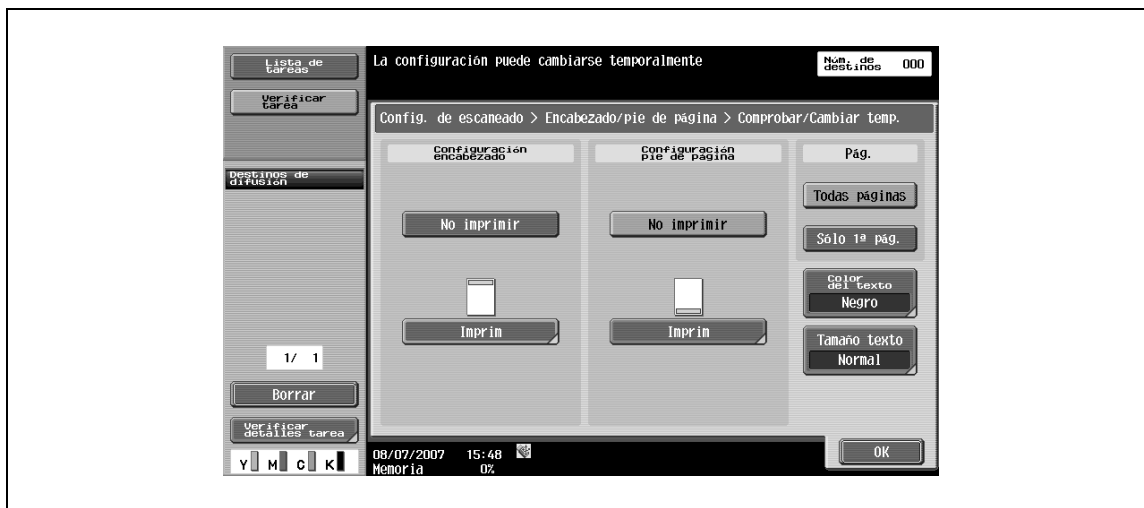 Lista de
tareas
Verificar
tarea
Destinos de
difusión
1/ 1
Borrar
Verificar
detalles tarea
Y M C K
La configuración puede cambiarse temporalmente
Núm. de
destinos 000
Config. de escaneado > Encabezado/pie de página > Comprobar/Cambiar temp.
Configuración
encabezado
No imprimir
Imprim
Configuración
pie de página
No imprimir
Imprim
Pág.
Todas páginas
Sólo 1ª pág.
Color
del texto
Negro
Tamaño texto
Normal
08/07/2007 15:48
Memoria 0%
OK